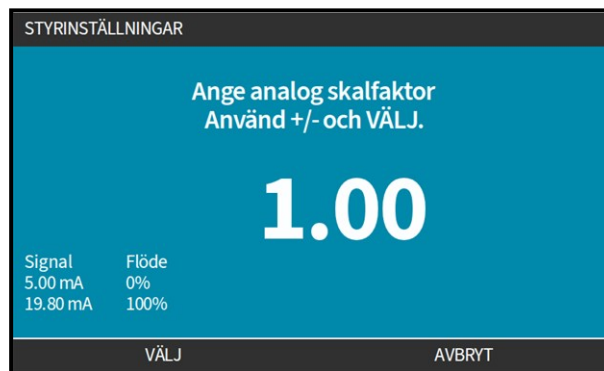 STYRINSTÄLLNINGAR
Ange analog skalfaktor
Använd +/- och VÄLJ.
1.00
Signal Flöde
5.00 mA 0%
19.80 mA 100%
VÄLJ AVBRYT